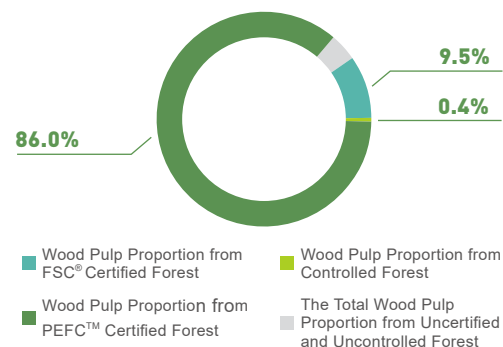 9.5%
0.4%
86.0%
Wood Pulp Proportion from
FSC® Certified Forest
Wood Pulp Proportion from
Controlled Forest
Wood Pulp Proportion from
PEFC™ Certified Forest
The Total Wood Pulp
Proportion from Uncertified
and Uncontrolled Forest